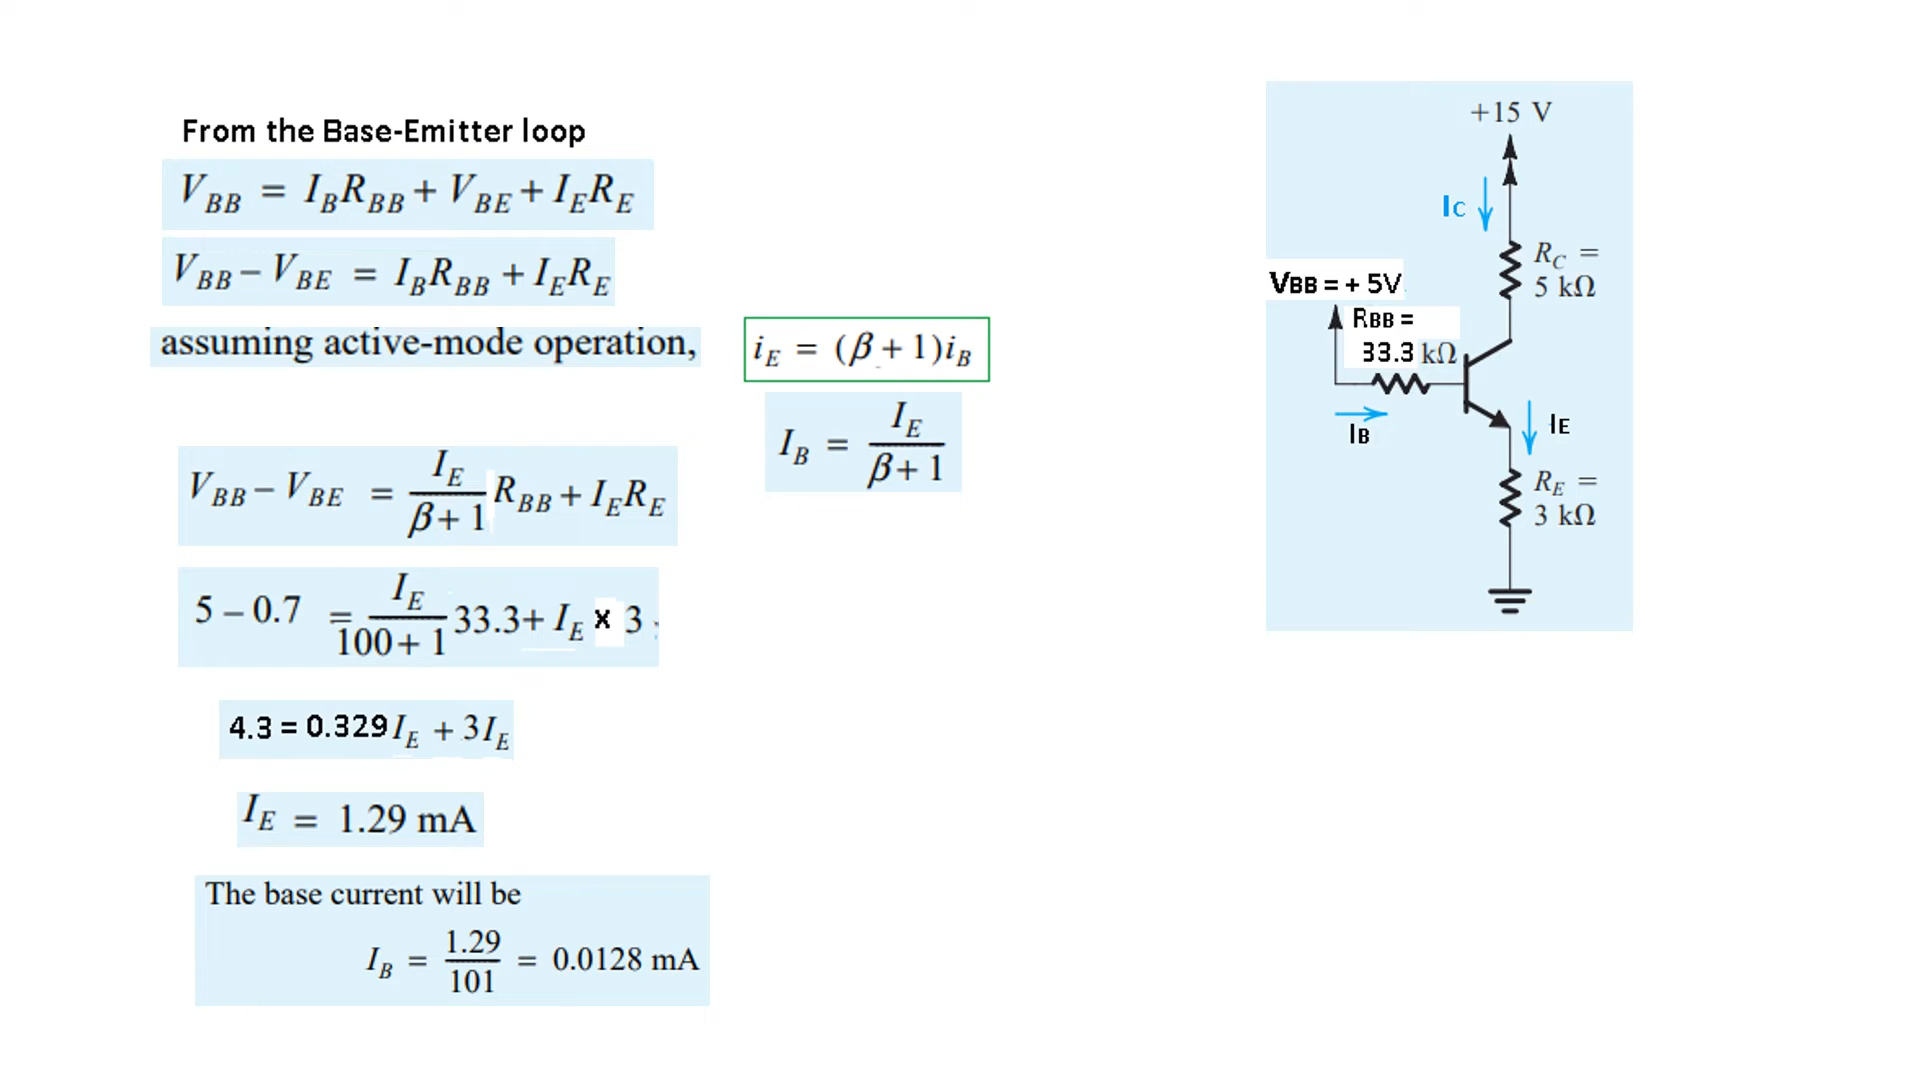 From the Base-Emitter loop
V_BB = I_B R_BB + V_BE + I_E R_E
V_BB − V_BE = I_B R_BB + I_E R_E
assuming active-mode operation,
i_E = (β + 1)i_B
I_B = I_E / β + 1
V_BB − V_BE = I_E / β + 1 R_BB + I_E R_E
5 − 0.7 = I_E / 100 + 1 33.3 + I_E x 3
4.3 = 0.329 I_E + 3I_E
I_E = 1.29 mA
The base current will be
I_B = 1.29 / 101 = 0.0128 mA
+15 V
IC
R_C =
5 kΩ
VBB = + 5V
RBB =
33.3 kΩ
IB
IE
R_E =
3 kΩ